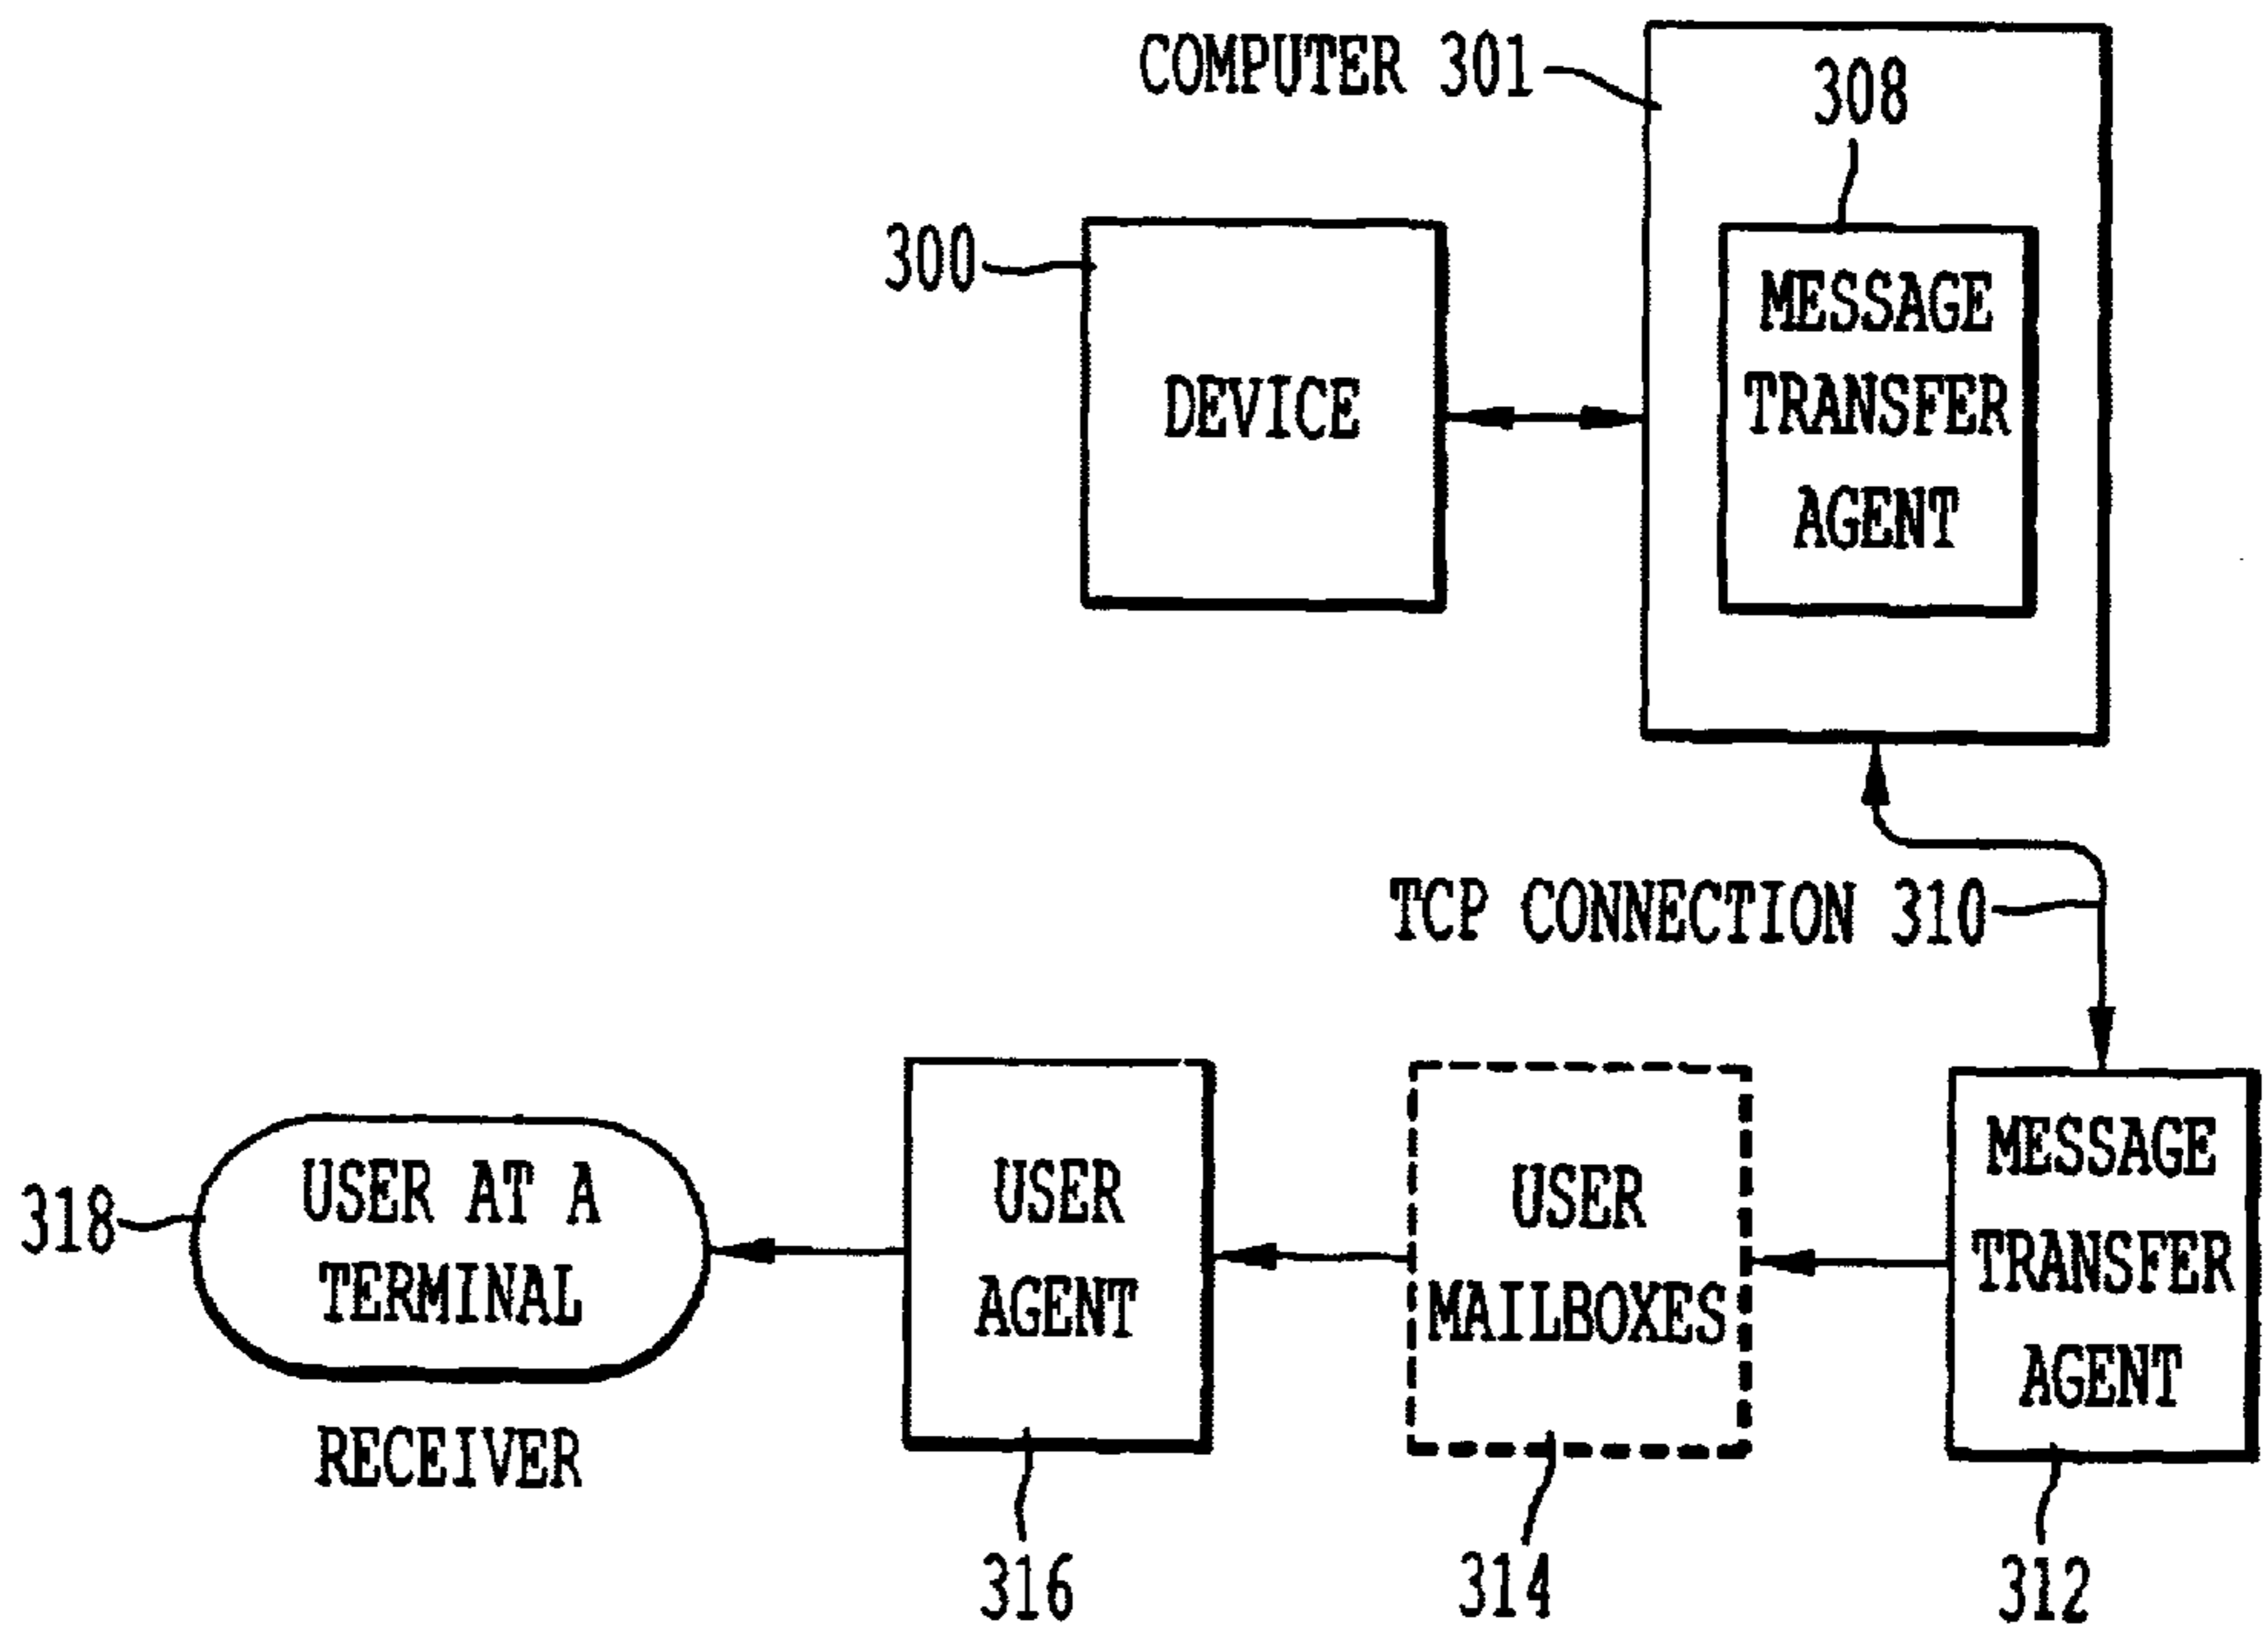 COMPUTER 301
308
300
DEVICE
MESSAGE
TRANSFER
AGENT
TCP CONNECTION 310
318
USER AT A
TERMINAL
RECEIVER
USER
AGENT
316
USER
MAILBOXES
314
MESSAGE
TRANSFER
AGENT
312